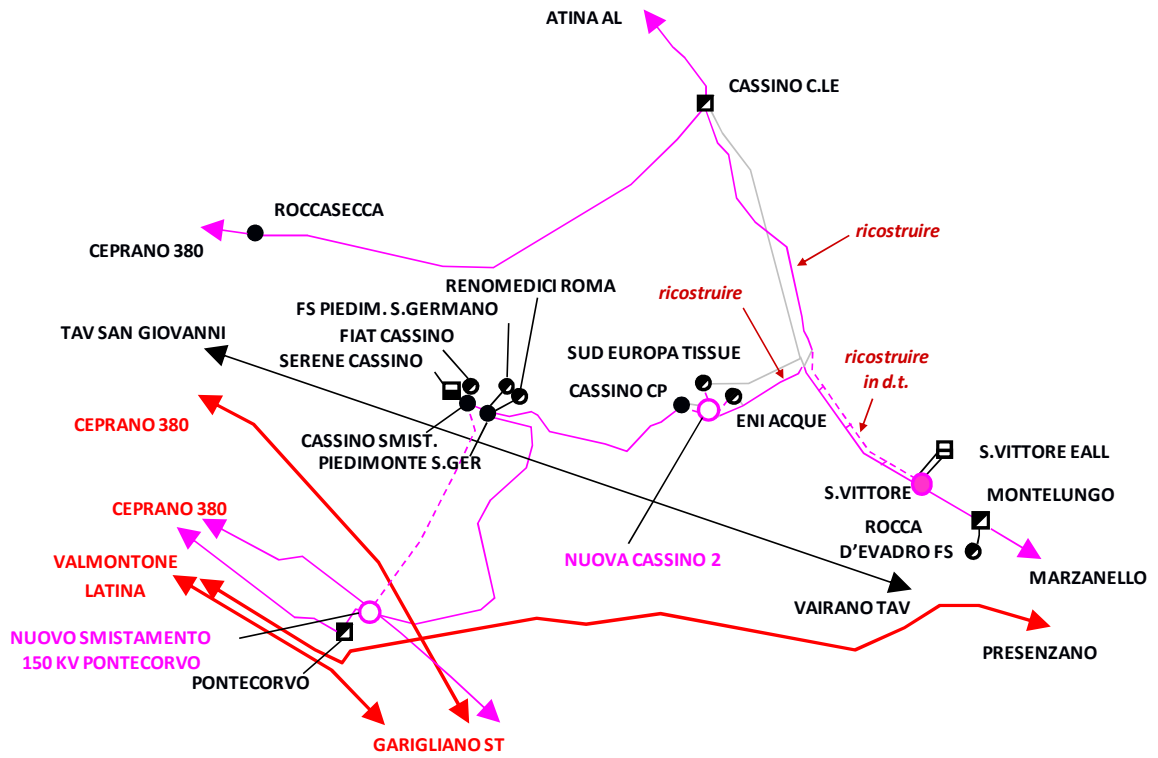 ATINA AL
CASSINO C.LE
ROCCASECCA
ricostruire
CEPRANO 380
RENOMEDICI ROMA
ricostruire
FS PIEDIM. S.GERMANO
TAV SAN GIOVANNI
FIAT CASSINO
SUD EUROPA TISSUE
ricostruire
in d.t.
SERENE CASSINO
CASSINO CP
CEPRANO 380
ENI ACQUE
CASSINO SMIST.
S.VITTORE EALL
PIEDIMONTE S.GER
S.VITTORE
MONTELUNGO
CEPRANO 380
ROCCA
D’EVADRO FS
NUOVA CASSINO 2
VALMONTONE
MARZANELLO
LATINA
VAIRANO TAV
NUOVO SMISTAMENTO
150 KV PONTECORVO
PRESENZANO
PONTECORVO
GARIGLIANO ST